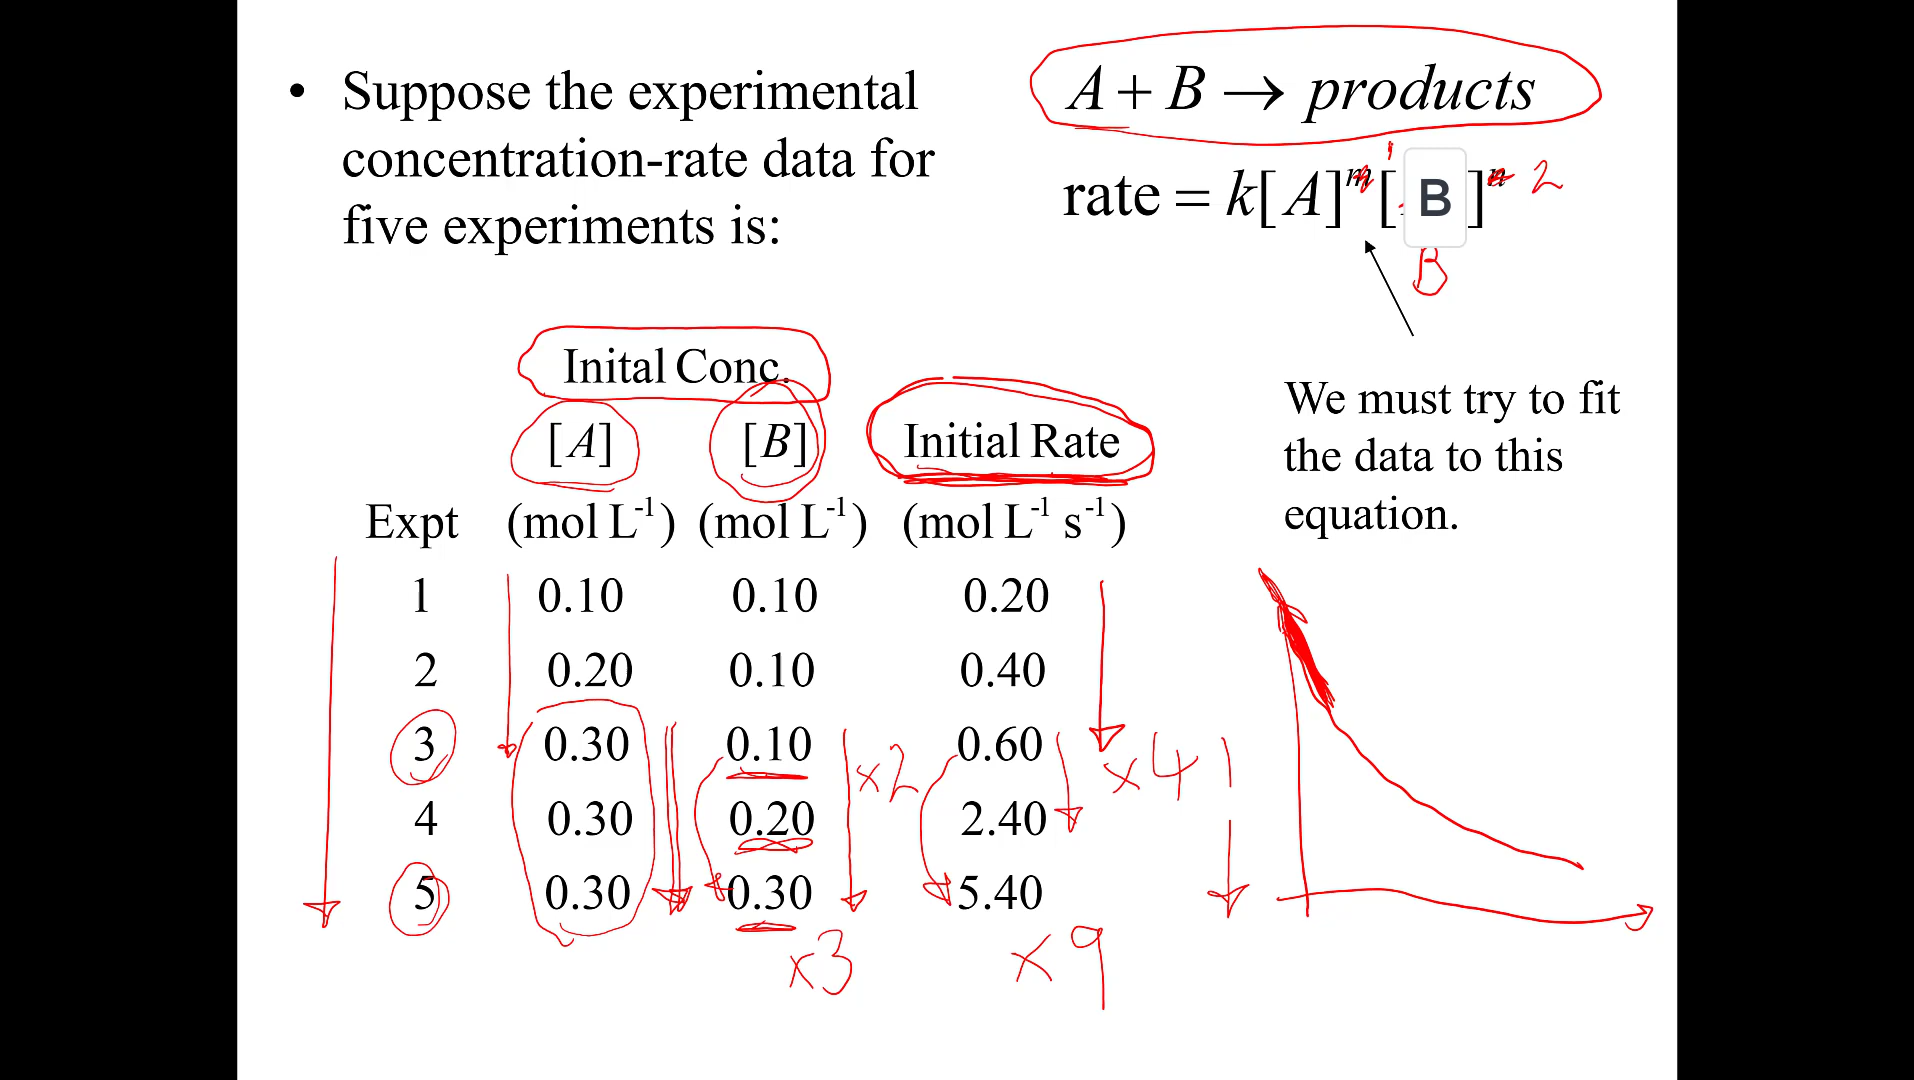 • Suppose the experimental
concentration-rate data for
five experiments is:
A + B → products
rate = k[A]^m [B]^n
1
2
B
We must try to fit
the data to this
equation.
Inital Conc.
[A] [B] Initial Rate
Expt (mol L^-1) (mol L^-1) (mol L^-1 s^-1)
1 0.10 0.10 0.20
2 0.20 0.10 0.40
3 0.30 0.10 0.60
x2 x4
4 0.30 0.20 2.40
5 0.30 0.30 5.40
x3 x9